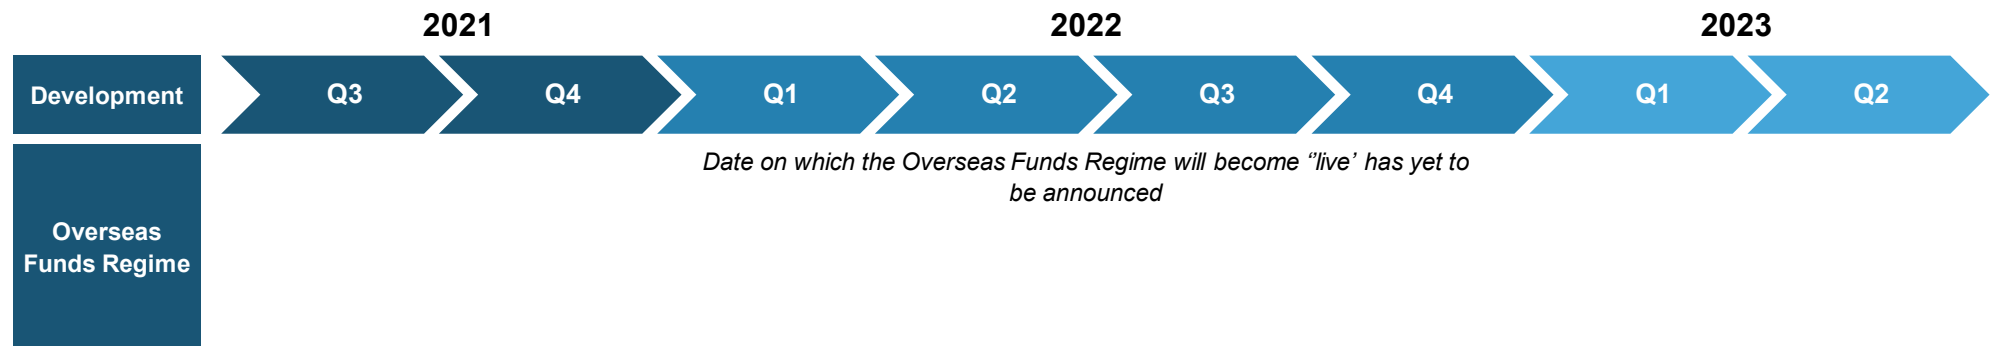 2021 2022 2023
Development Q3 Q4 Q1 Q2 Q3 Q4 Q1 Q2
Date on which the Overseas Funds Regime will become ‘’live’ has yet to
be announced
Overseas
Funds Regime